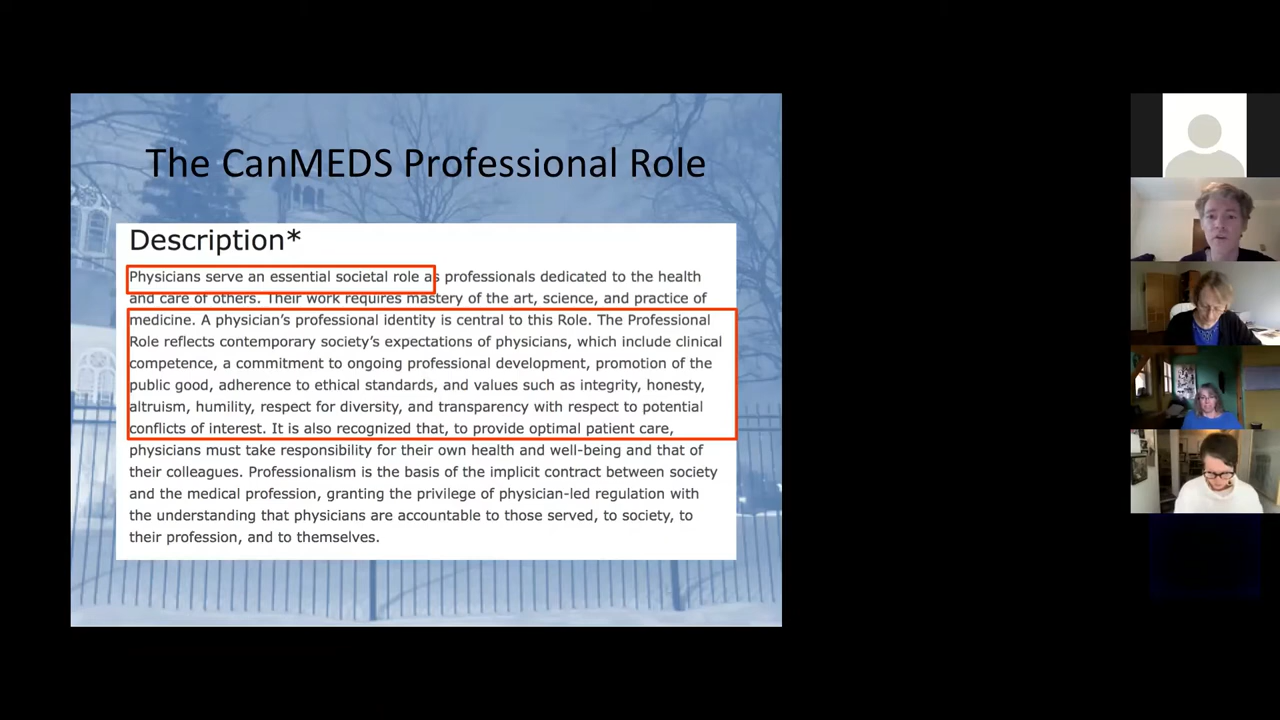 The CanMEDS Professional Role
Description*
Physicians serve an essential societal role as professionals dedicated to the health
and care of others. Their work requires mastery of the art, science, and practice of
medicine. A physician’s professional identity is central to this Role. The Professional
Role reflects contemporary society’s expectations of physicians, which include clinical
competence, a commitment to ongoing professional development, promotion of the
public good, adherence to ethical standards, and values such as integrity, honesty,
altruism, humility, respect for diversity, and transparency with respect to potential
conflicts of interest. It is also recognized that, to provide optimal patient care,
physicians must take responsibility for their own health and well-being and that of
their colleagues. Professionalism is the basis of the implicit contract between society
and the medical profession, granting the privilege of physician-led regulation with
the understanding that physicians are accountable to those served, to society, to
their profession, and to themselves.